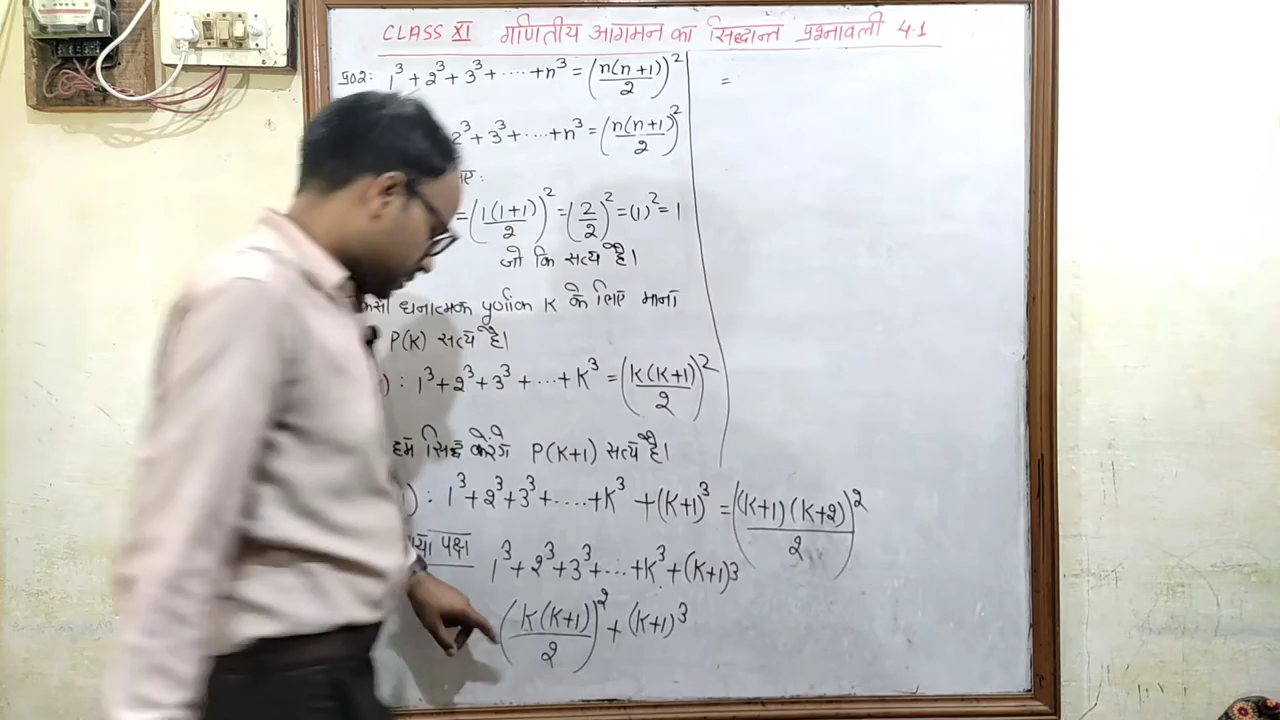 CLASS XI गणितीय आगमन का सिद्धान्त प्रश्नावली 4.1
प्र०2: 1³ + 2³ + 3³ + ..... + n³ = (n(n+1)/2)²
2³ + 3³ + ..... + n³ = (n(n+1)/2)²
= (1(1+1)/2)² = (2/2)² = (1)² = 1
जो कि सत्य है।
धनात्मक पूर्णांक K के लिए माना
P(K) सत्य है।
) : 1³ + 2³ + 3³ + ... + K³ = (K(K+1)/2)²
हम सिद्ध करेंगे P(K+1) सत्य है।
) : 1³ + 2³ + 3³ + ..... + K³ + (K+1)³ = ((K+1)(K+2)/2)²
पक्ष 1³ + 2³ + 3³ + ... + K³ + (K+1)³
(K(K+1)/2)² + (K+1)³
=